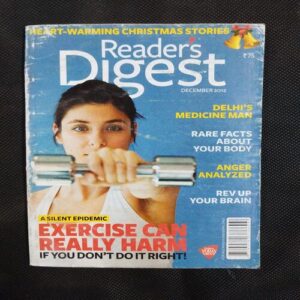 HEART-WARMING CHRISTMAS STORIES
Reader's
Digest
₹75
DECEMBER 2012
DELHI'S
MEDICINE MAN
RARE FACTS
ABOUT
YOUR BODY
ANGER
ANALYZED
REV UP
YOUR BRAIN
A SILENT EPIDEMIC
EXERCISE CAN
REALLY HARM
IF YOU DON'T DO IT RIGHT!